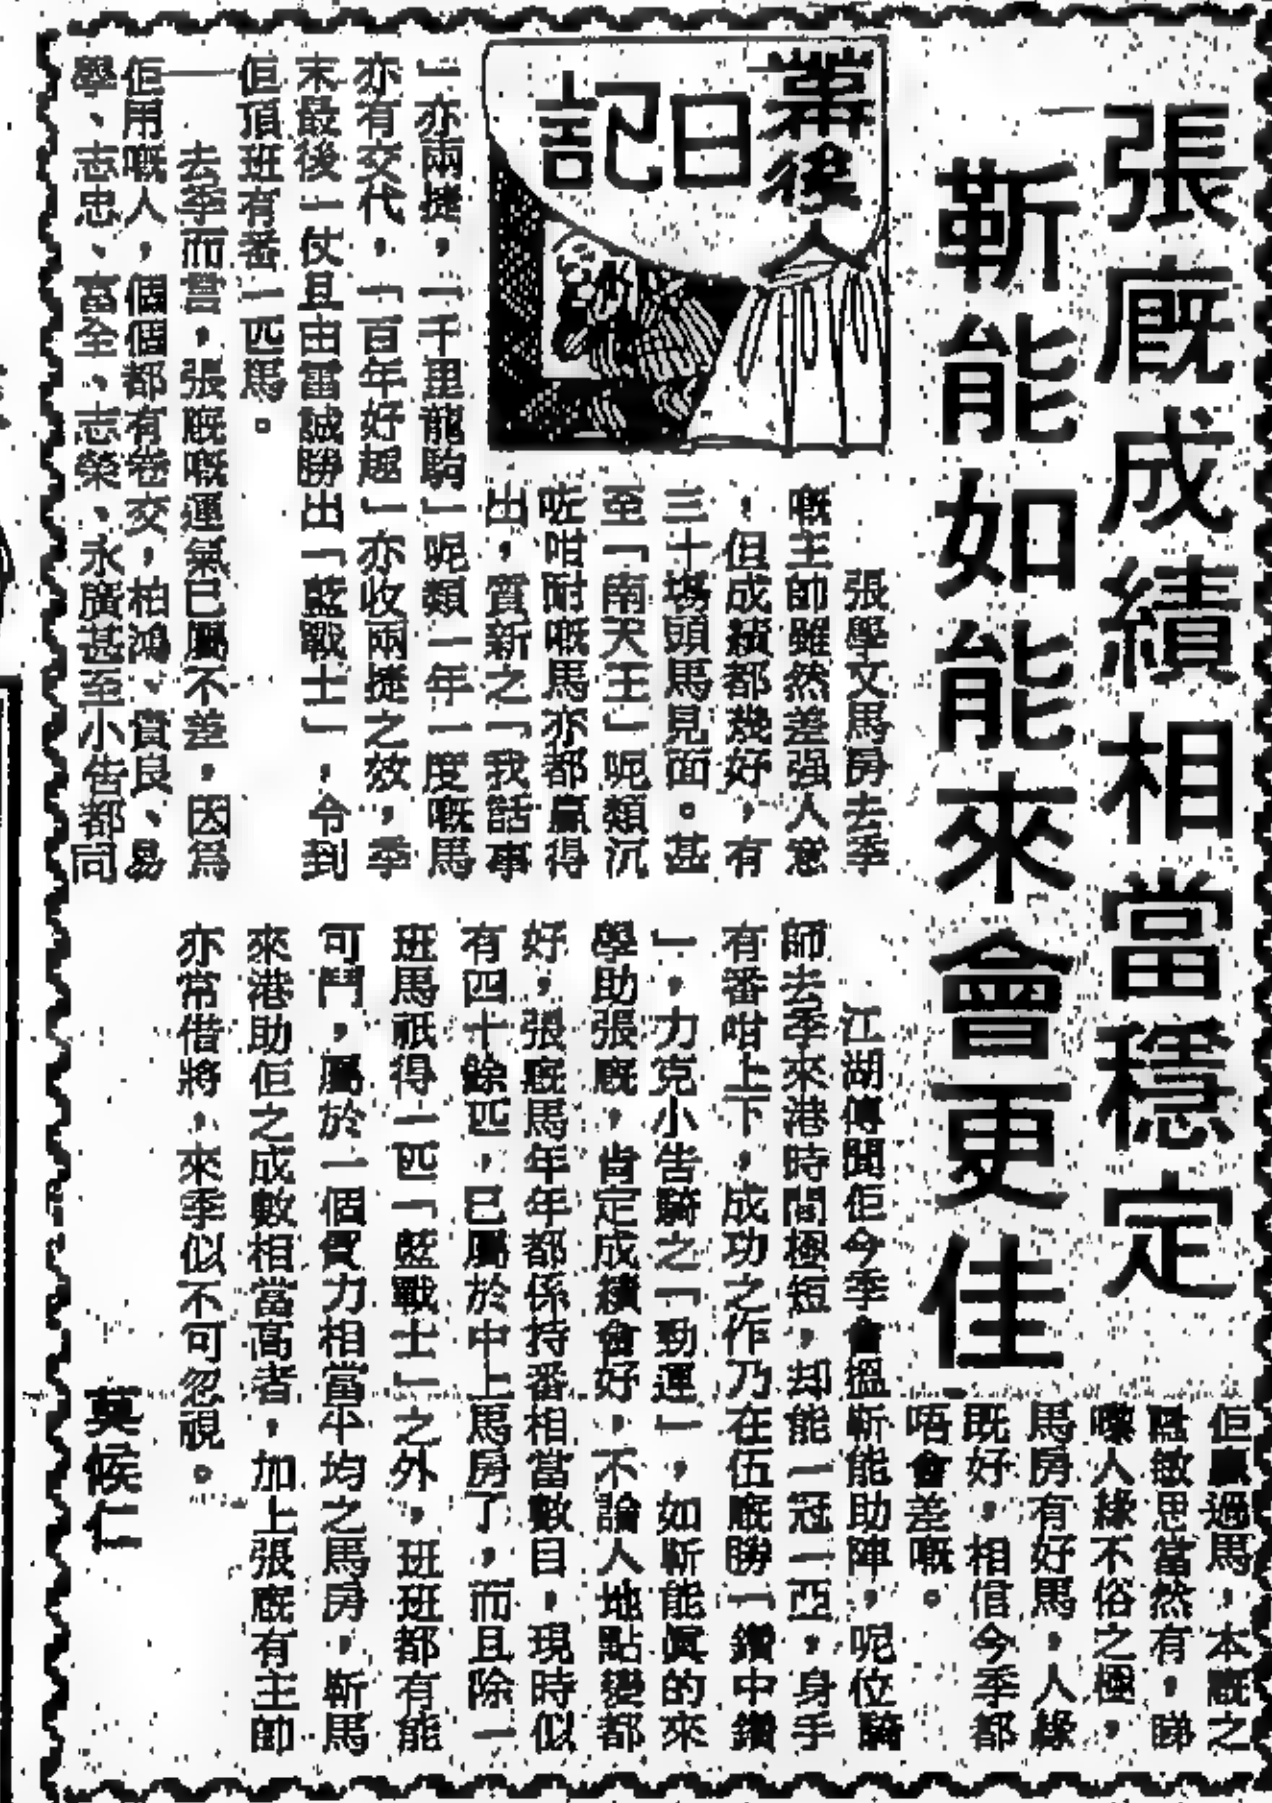 張廐成績相當穩定
靳能如能來會更佳
幕後人日記
張學文馬房去季
嘅主帥雖然差强人意
，但成績都幾好，有
三十塲頭馬見面。甚
至「南天王」呢類沉
咗咁耐嘅馬亦都贏得
出，質新之「我話事
」亦兩捷，「千里龍駒」呢類一年一度嘅馬
亦有交代，「百年好趣」亦收兩捷之效，季
末最後一仗且由雷誠勝出「藍戰士」，令到
佢頂班有番一匹馬。
去季而言，張廐嘅運氣已屬不差，因爲
佢用嘅人，個個都有卷交，柏鴻、貴良、易
學、志忠、富全、志榮、永廣甚至小告都同
佢贏過馬，本廐之
敏思當然有，睇
嚟人緣不俗之極，
馬房有好馬，人緣
既好，相信今季都
唔會差嘅。
江湖傳聞佢今季會搵靳能助陣，呢位騎
師去季來港時間極短，却能一冠一亞，身手
有番咁上下，成功之作乃在伍廐勝一鑽中鑽
」，力克小告騎之「勁運」，如靳能眞的來
學助張廐，肯定成績會好，不論人地點變都
好，張廐馬年年都係持番相當數目，現時似
有四十餘匹，已屬於中上馬房了，而且除一
班馬祇得一匹「藍戰士」之外，班班都有能
可鬥，屬於一個實力相當平均之馬房，靳馬
來港助佢之成數相當高者，加上張廐有主帥
亦常借將，來季似不可忽視。
莫候仁